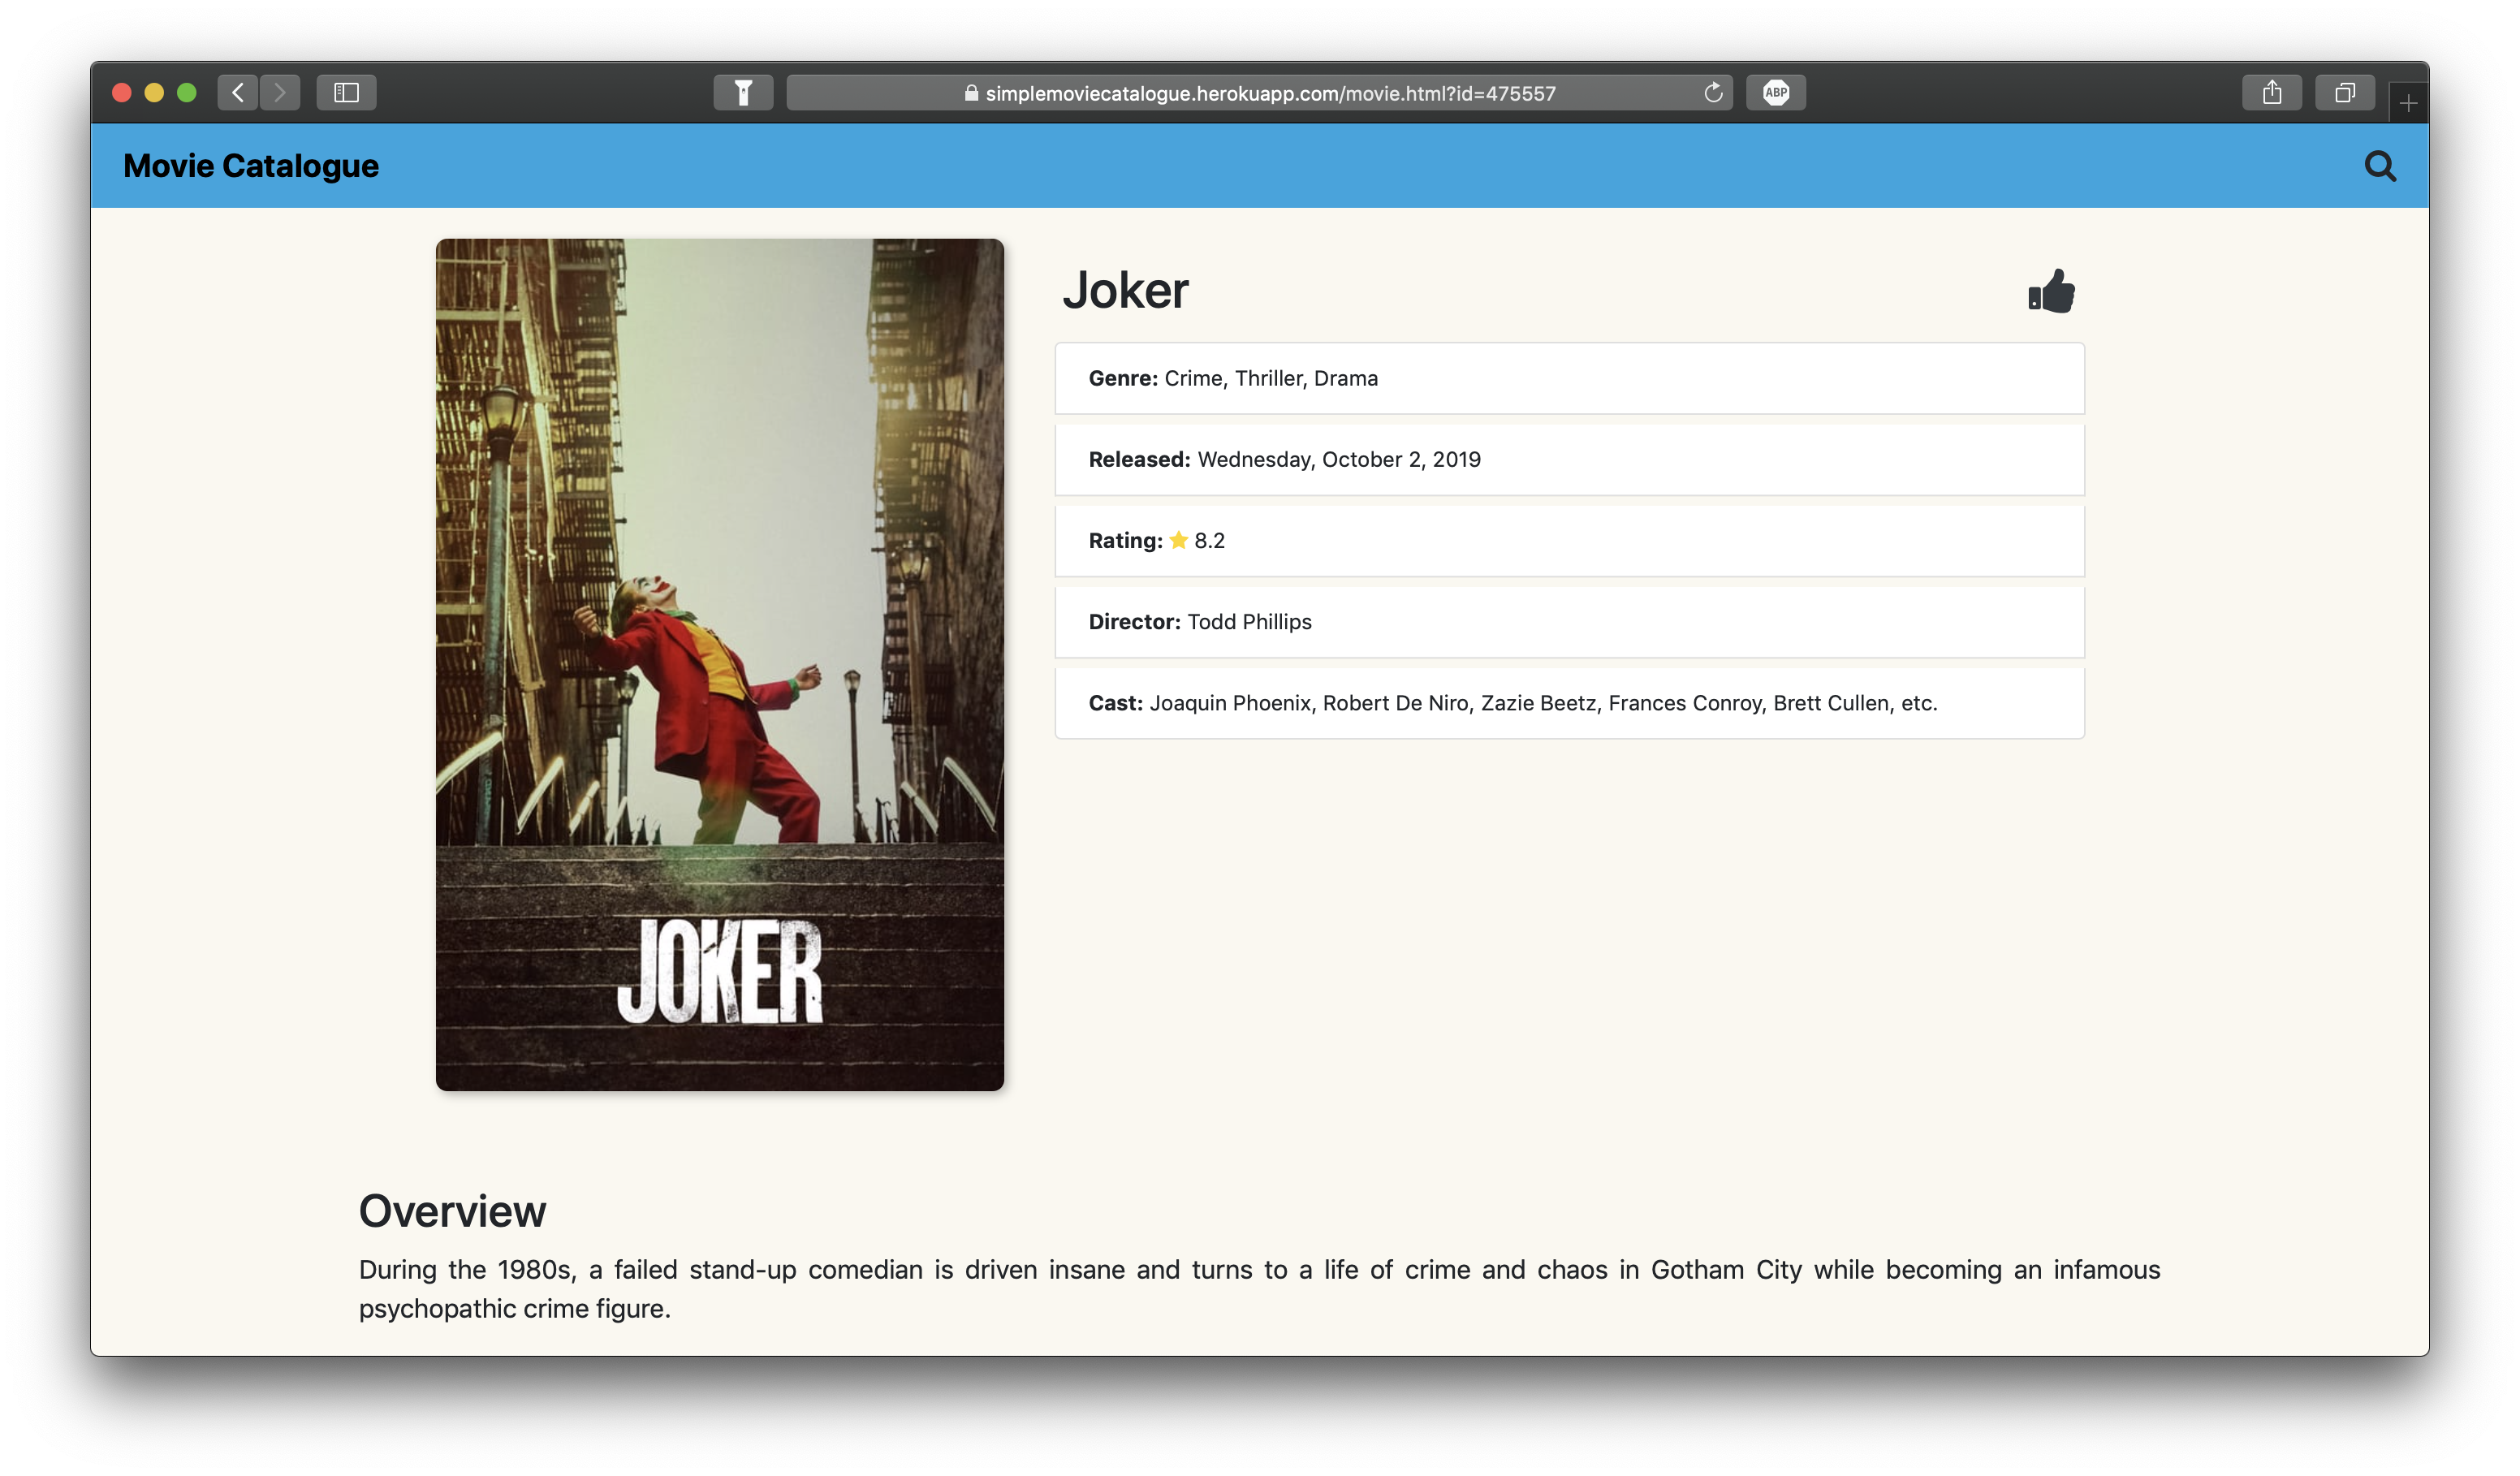 simplemoviecatalogue.herokuapp.com/movie.html?id=475557
ABP
Movie Catalogue
Joker
Genre: Crime, Thriller, Drama
Released: Wednesday, October 2, 2019
Rating: 8.2
Director: Todd Phillips
Cast: Joaquin Phoenix, Robert De Niro, Zazie Beetz, Frances Conroy, Brett Cullen, etc.
JOKER
Overview
During the 1980s, a failed stand-up comedian is driven insane and turns to a life of crime and chaos in Gotham City while becoming an infamous
psychopathic crime figure.